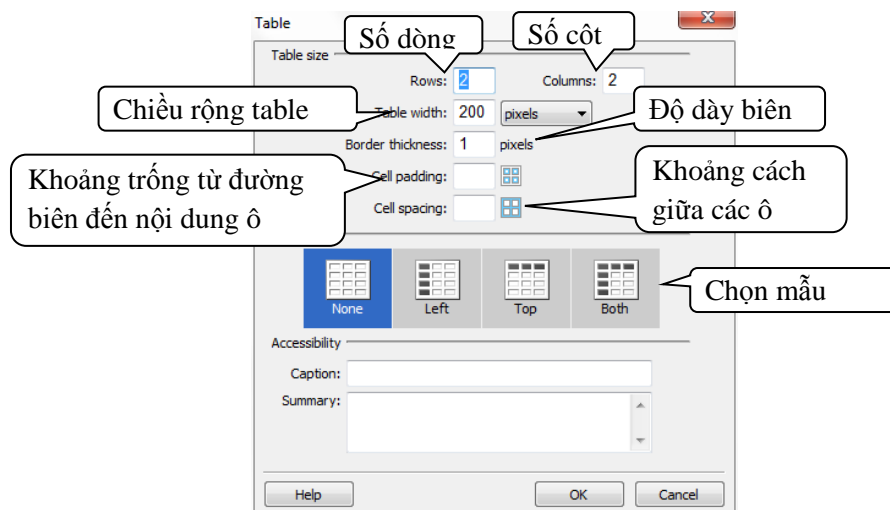 Table
Số dòng
Số cột
Table size
Rows: 2 Columns: 2
Chiều rộng table
Table width: 200 pixels
Độ dày biên
Border thickness: 1 pixels
Khoảng trống từ đường
biên đến nội dung ô
Cell padding:
Khoảng cách
giữa các ô
Cell spacing:
None Left Top Both
Chọn mẫu
Accessibility
Caption:
Summary:
Help OK Cancel